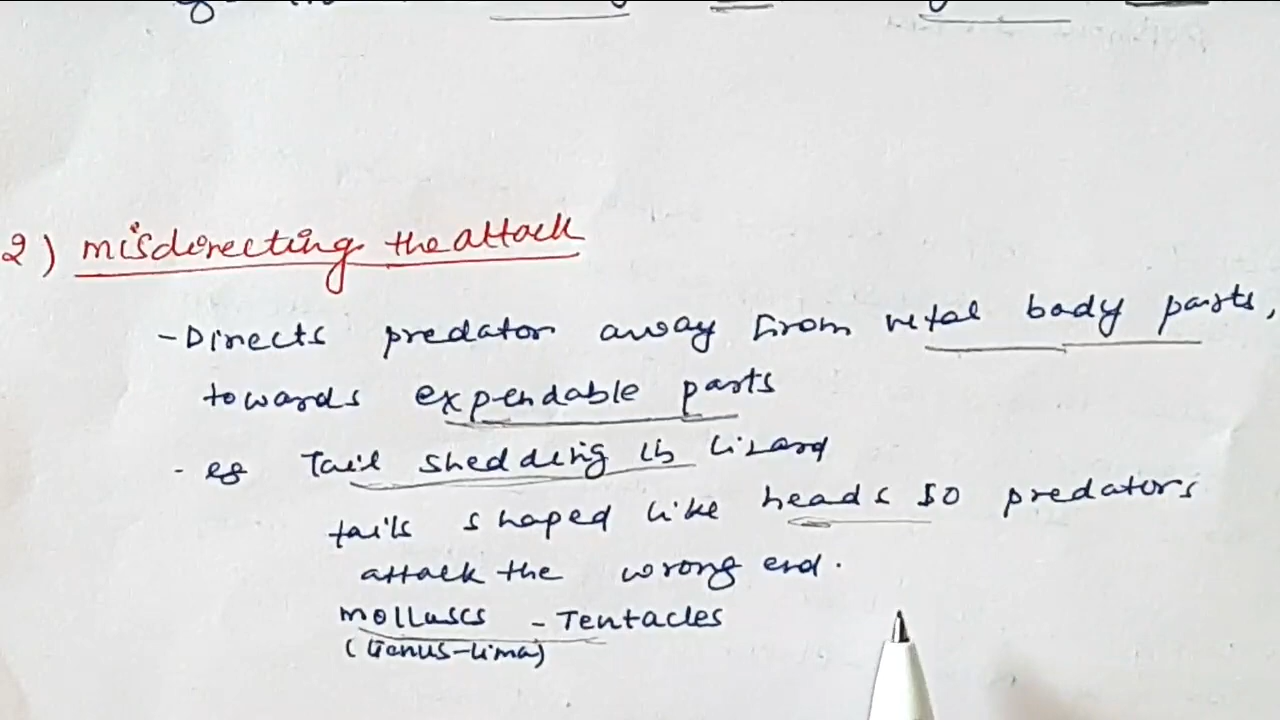 2) misdirecting the attack
- Directs predator away from vital body parts,
towards expendable parts
- eg Tail shedding in lizard
tails shaped like heads so predators
attack the wrong end.
molluscs - Tentacles
(Genus-Lima)